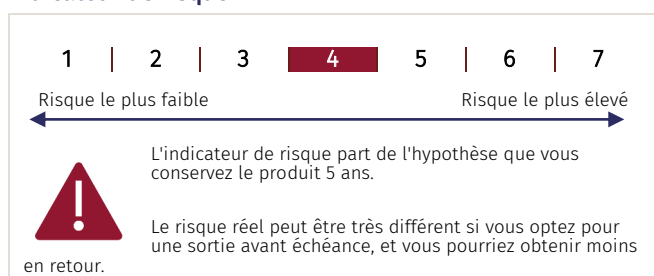 1 | 2 | 3 | 4 | 5 | 6 | 7
Risque le plus faible Risque le plus élevé
L'indicateur de risque part de l'hypothèse que vous
conservez le produit 5 ans.
Le risque réel peut être très différent si vous optez pour
une sortie avant échéance, et vous pourriez obtenir moins
en retour.